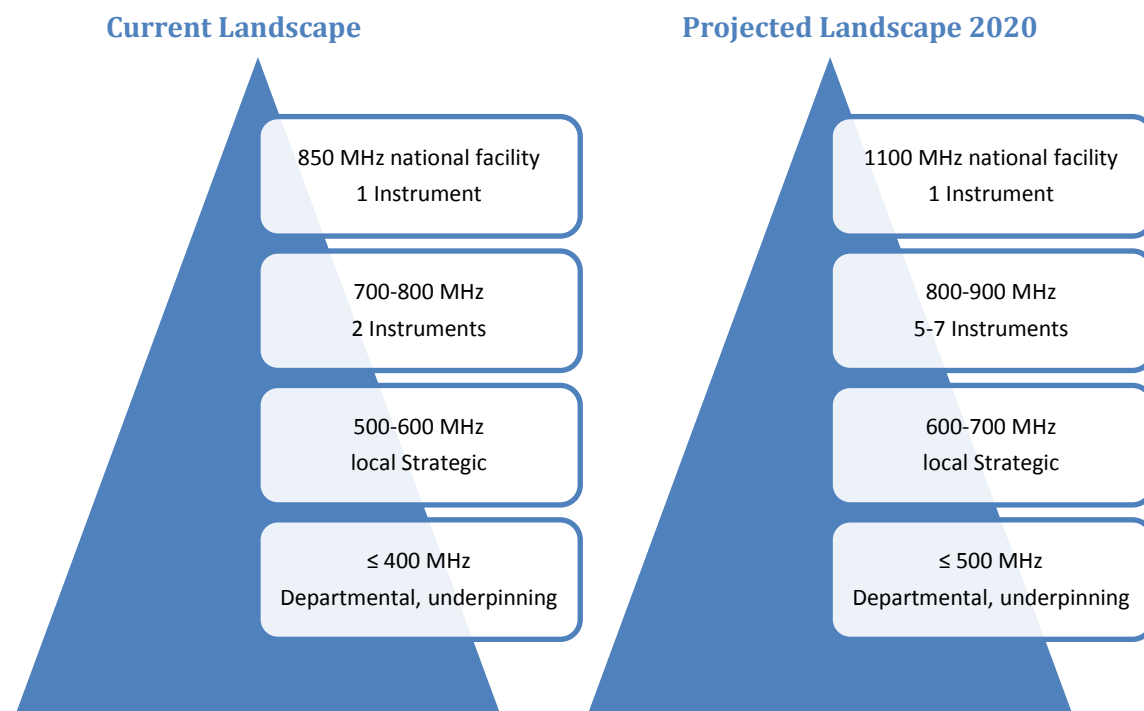 Current Landscape
850 MHz national facility
1 Instrument
700-800 MHz
2 Instruments
500-600 MHz
local Strategic
≤ 400 MHz
Departmental, underpinning
Projected Landscape 2020
1100 MHz national facility
1 Instrument
800-900 MHz
5-7 Instruments
600-700 MHz
local Strategic
≤ 500 MHz
Departmental, underpinning